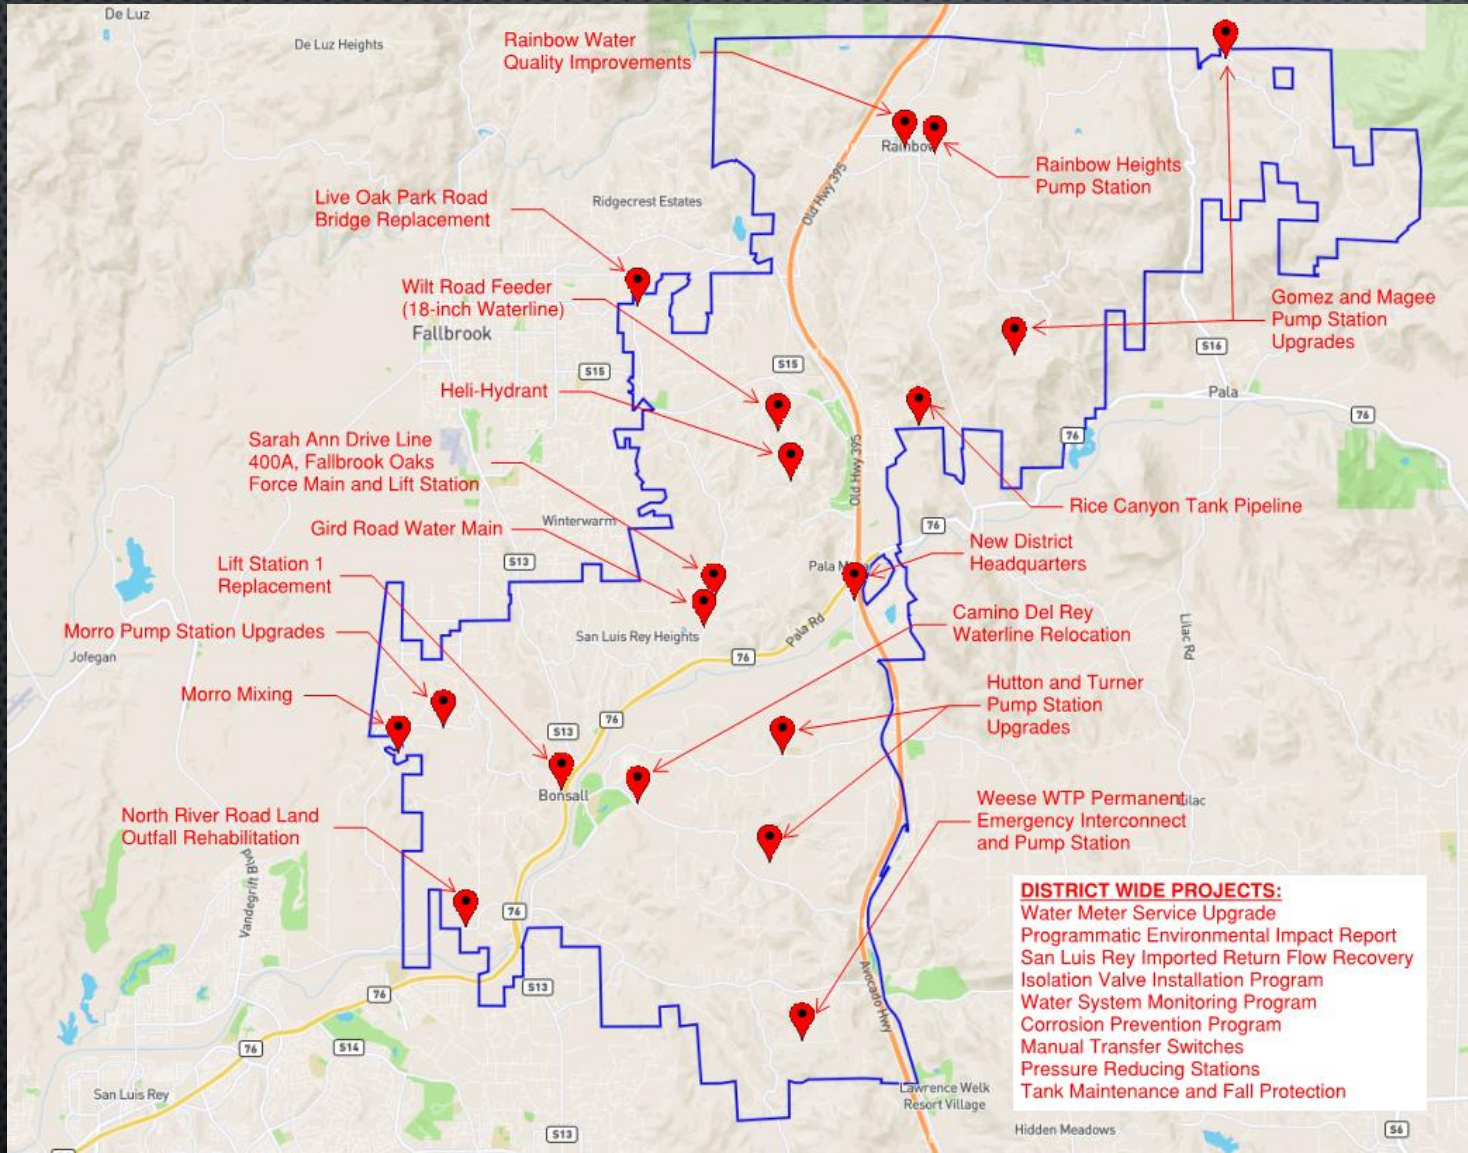 De Luz
De Luz Heights
Rainbow Water
Quality Improvements
Rainbow
Rainbow Heights
Pump Station
Old Hwy 395
Live Oak Park Road
Bridge Replacement
Ridgecrest Estates
Wilt Road Feeder
(18-inch Waterline)
Fallbrook
Gomez and Magee
Pump Station
Upgrades
S16
S15
S15
Heli-Hydrant
Pala
76
76
Sarah Ann Drive Line
400A, Fallbrook Oaks
Force Main and Lift Station
Old Hwy 395
Rice Canyon Tank Pipeline
Winterwarm
Gird Road Water Main
76
New District
Headquarters
S13
Lift Station 1
Replacement
Pala
Camino Del Rey
Waterline Relocation
Morro Pump Station Upgrades
San Luis Rey Heights
Pala Rd
Lilac Rd
Jofegan
76
Morro Mixing
Hutton and Turner
Pump Station
Upgrades
76
S13
Bonsall
Weese WTP Permanent
Emergency Interconnect
and Pump Station
Lilac
North River Road Land
Outfall Rehabilitation
Vandegrift Blvd
76
DISTRICT WIDE PROJECTS:
Water Meter Service Upgrade
Programmatic Environmental Impact Report
San Luis Rey Imported Return Flow Recovery
Isolation Valve Installation Program
Water System Monitoring Program
Corrosion Prevention Program
Manual Transfer Switches
Pressure Reducing Stations
Tank Maintenance and Fall Protection
Avocado Hwy
S13
76
76
S14
San Luis Rey
Lawrence Welk
Resort Village
S13
Hidden Meadows
S6